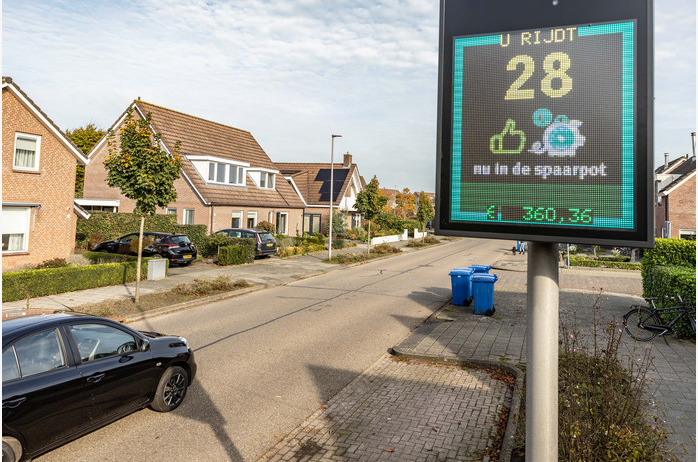 U RIJDT
28
nu in de spaarpot
€ 360,36